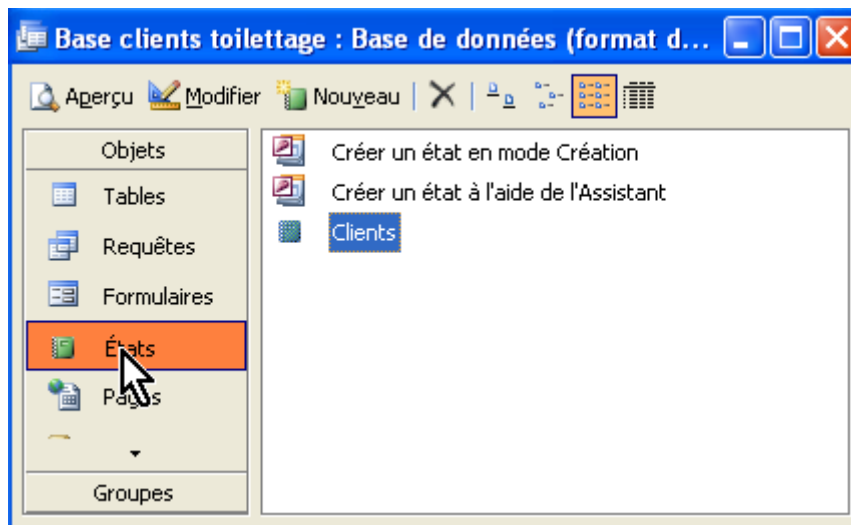 Base clients toilettage : Base de données (format d...
Aperçu Modifier Nouveau
Objets
Tables
Requêtes
Formulaires
États
Pages
Groupes
Créer un état en mode Création
Créer un état à l'aide de l'Assistant
Clients